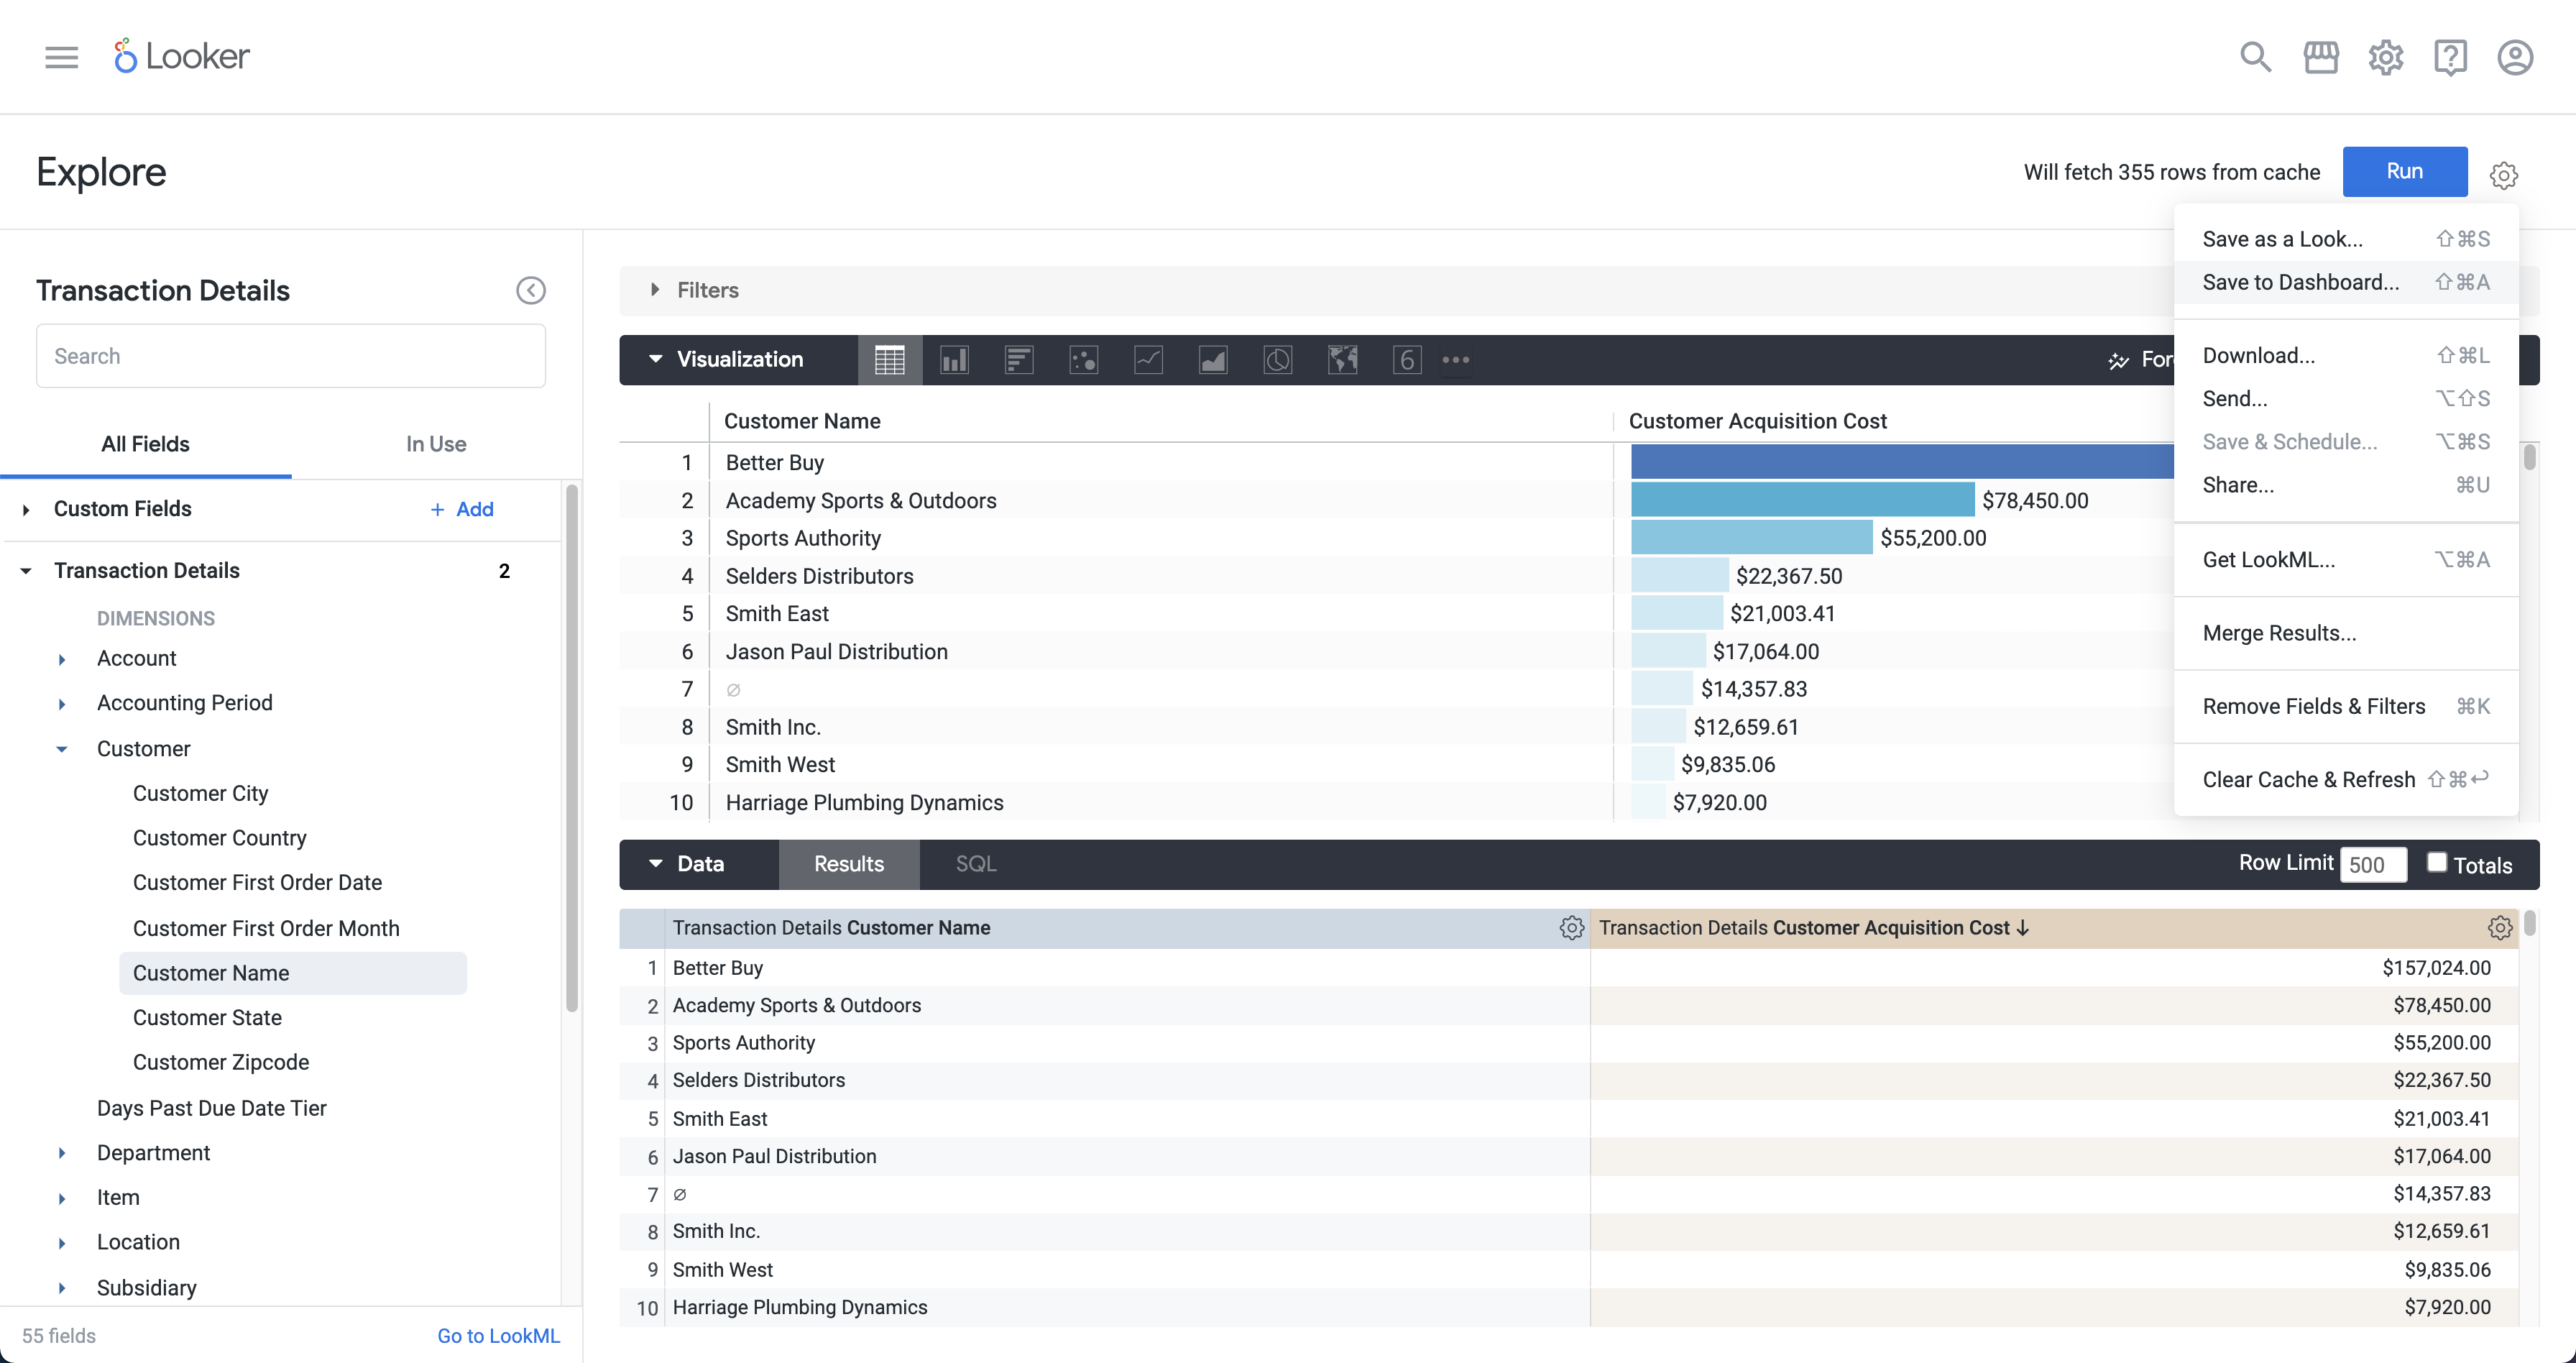 Looker
Explore
Will fetch 355 rows from cache
Run
Save as a Look... ⇧⌘S
Save to Dashboard... ⇧⌘A
Download... ⇧⌘L
Send... ⌥⇧S
Save & Schedule... ⌥⌘S
Share... ⌘U
Get LookML... ⌥⌘A
Merge Results...
Remove Fields & Filters ⌘K
Clear Cache & Refresh ⇧⌘↩
Transaction Details
Search
All Fields In Use
Custom Fields + Add
Transaction Details 2
DIMENSIONS
Account
Accounting Period
Customer
Customer City
Customer Country
Customer First Order Date
Customer First Order Month
Customer Name
Customer State
Customer Zipcode
Days Past Due Date Tier
Department
Item
Location
Subsidiary
55 fields Go to LookML
Filters
Visualization 6 ••• For
Customer Name Customer Acquisition Cost
1 Better Buy
2 Academy Sports & Outdoors $78,450.00
3 Sports Authority $55,200.00
4 Selders Distributors $22,367.50
5 Smith East $21,003.41
6 Jason Paul Distribution $17,064.00
7 ∅ $14,357.83
8 Smith Inc. $12,659.61
9 Smith West $9,835.06
10 Harriage Plumbing Dynamics $7,920.00
Data Results SQL Row Limit 500 Totals
Transaction Details Customer Name Transaction Details Customer Acquisition Cost ↓
1 Better Buy $157,024.00
2 Academy Sports & Outdoors $78,450.00
3 Sports Authority $55,200.00
4 Selders Distributors $22,367.50
5 Smith East $21,003.41
6 Jason Paul Distribution $17,064.00
7 ∅ $14,357.83
8 Smith Inc. $12,659.61
9 Smith West $9,835.06
10 Harriage Plumbing Dynamics $7,920.00